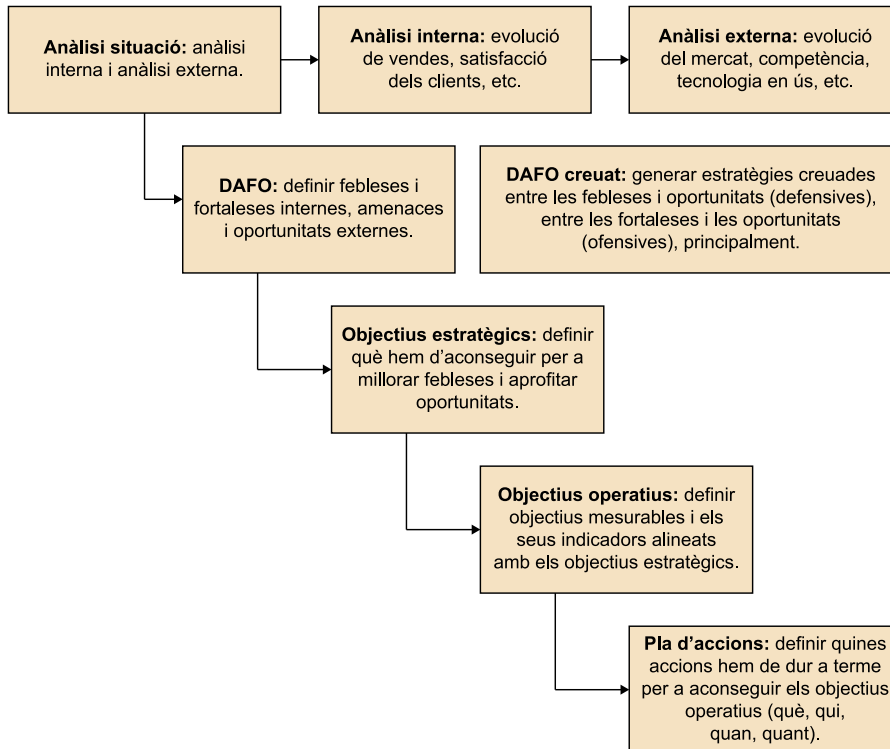 Anàlisi situació: anàlisi
interna i anàlisi externa.
Anàlisi interna: evolució
de vendes, satisfacció
dels clients, etc.
Anàlisi externa: evolució
del mercat, competència,
tecnologia en ús, etc.
DAFO: definir febleses i
fortaleses internes, amenaces
i oportunitats externes.
DAFO creuat: generar estratègies creuades
entre les febleses i oportunitats (defensives),
entre les fortaleses i les oportunitats
(ofensives), principalment.
Objectius estratègics: definir
què hem d’aconseguir per a
millorar febleses i aprofitar
oportunitats.
Objectius operatius: definir
objectius mesurables i els
seus indicadors alineats
amb els objectius estratègics.
Pla d’accions: definir quines
accions hem de dur a terme
per a aconseguir els objectius
operatius (què, qui,
quan, quant).